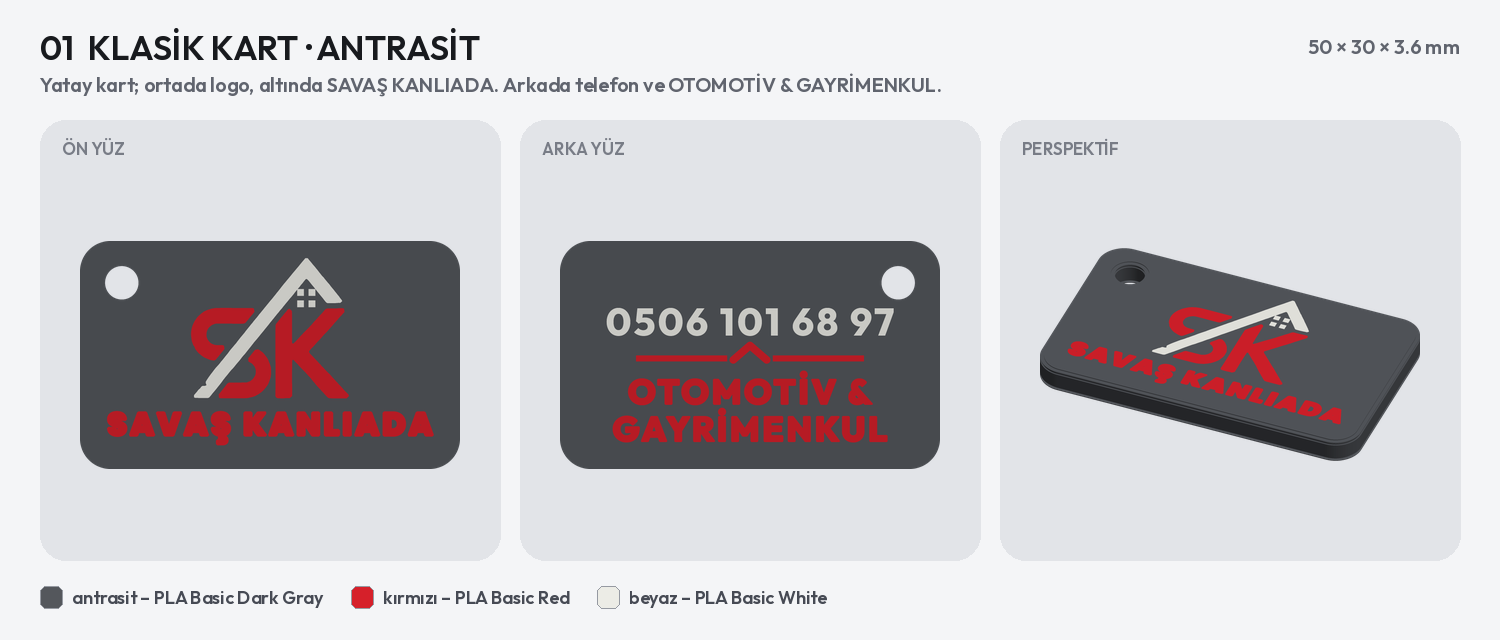 01 KLASİK KART · ANTRASİT
50 × 30 × 3.6 mm
Yatay kart; ortada logo, altında SAVAŞ KANLIADA. Arkada telefon ve OTOMOTİV & GAYRİMENKUL.
ÖN YÜZ
SK
SAVAŞ KANLIADA
ARKA YÜZ
0506 101 68 97
OTOMOTİV &
GAYRİMENKUL
PERSPEKTİF
SK
SAVAŞ KANLIADA
antrasit – PLA Basic Dark Gray
kırmızı – PLA Basic Red
beyaz – PLA Basic White